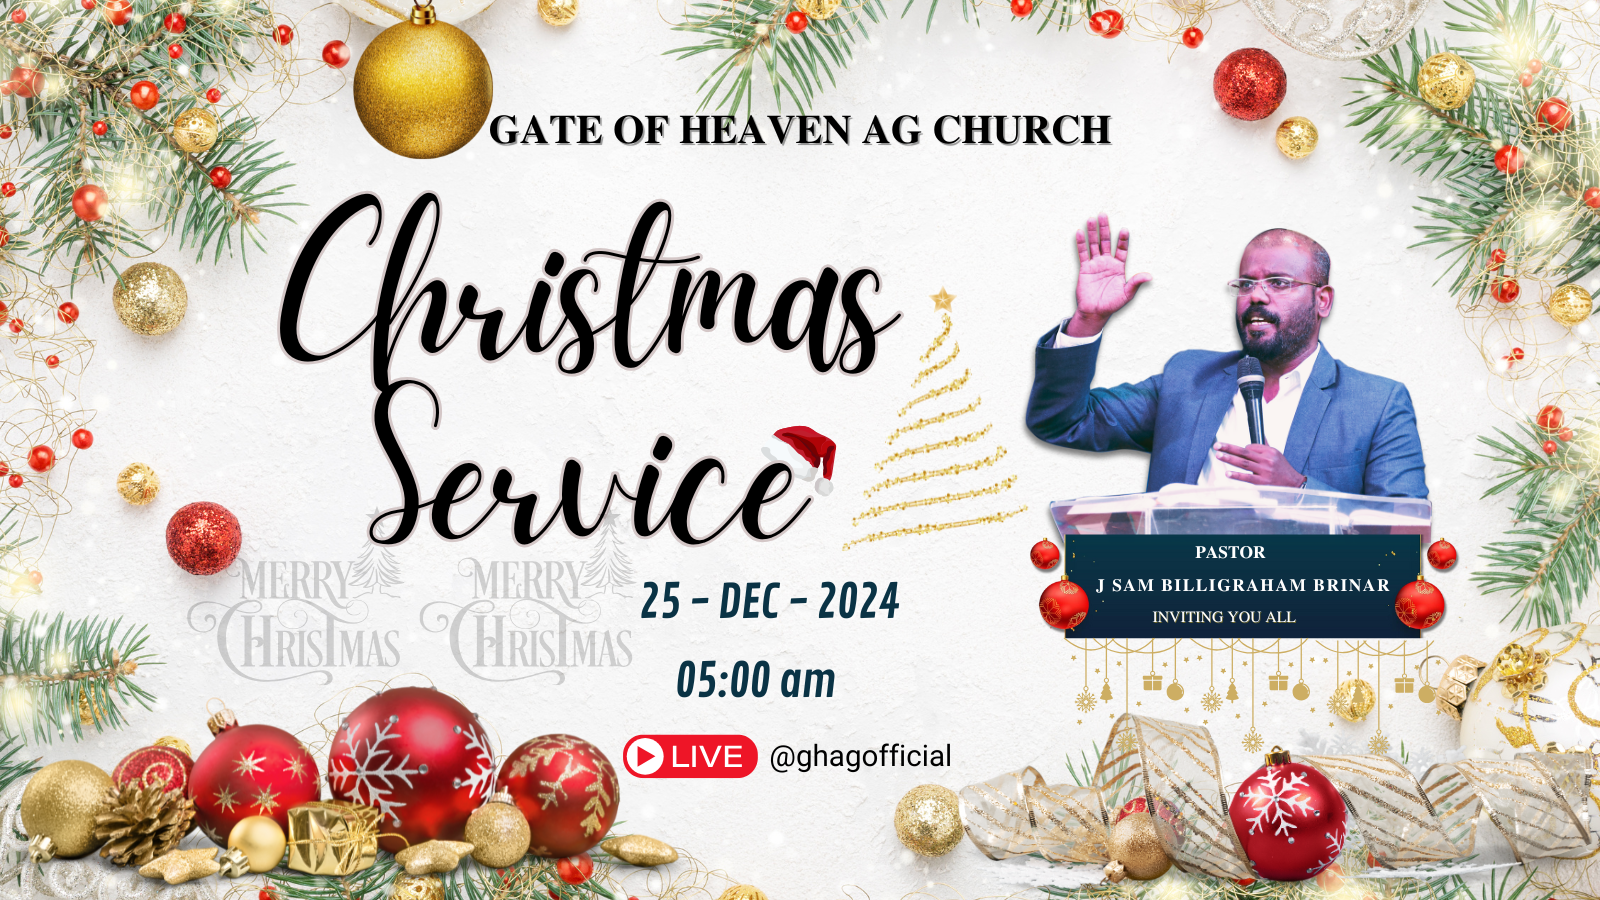 GATE OF HEAVEN AG CHURCH
Christmas
Service
MERRY
CHRISTMAS
MERRY
CHRISTMAS
25 - DEC - 2024
05:00 am
LIVE @ghagofficial
PASTOR
J SAM BILLIGRAHAM BRINAR
INVITING YOU ALL